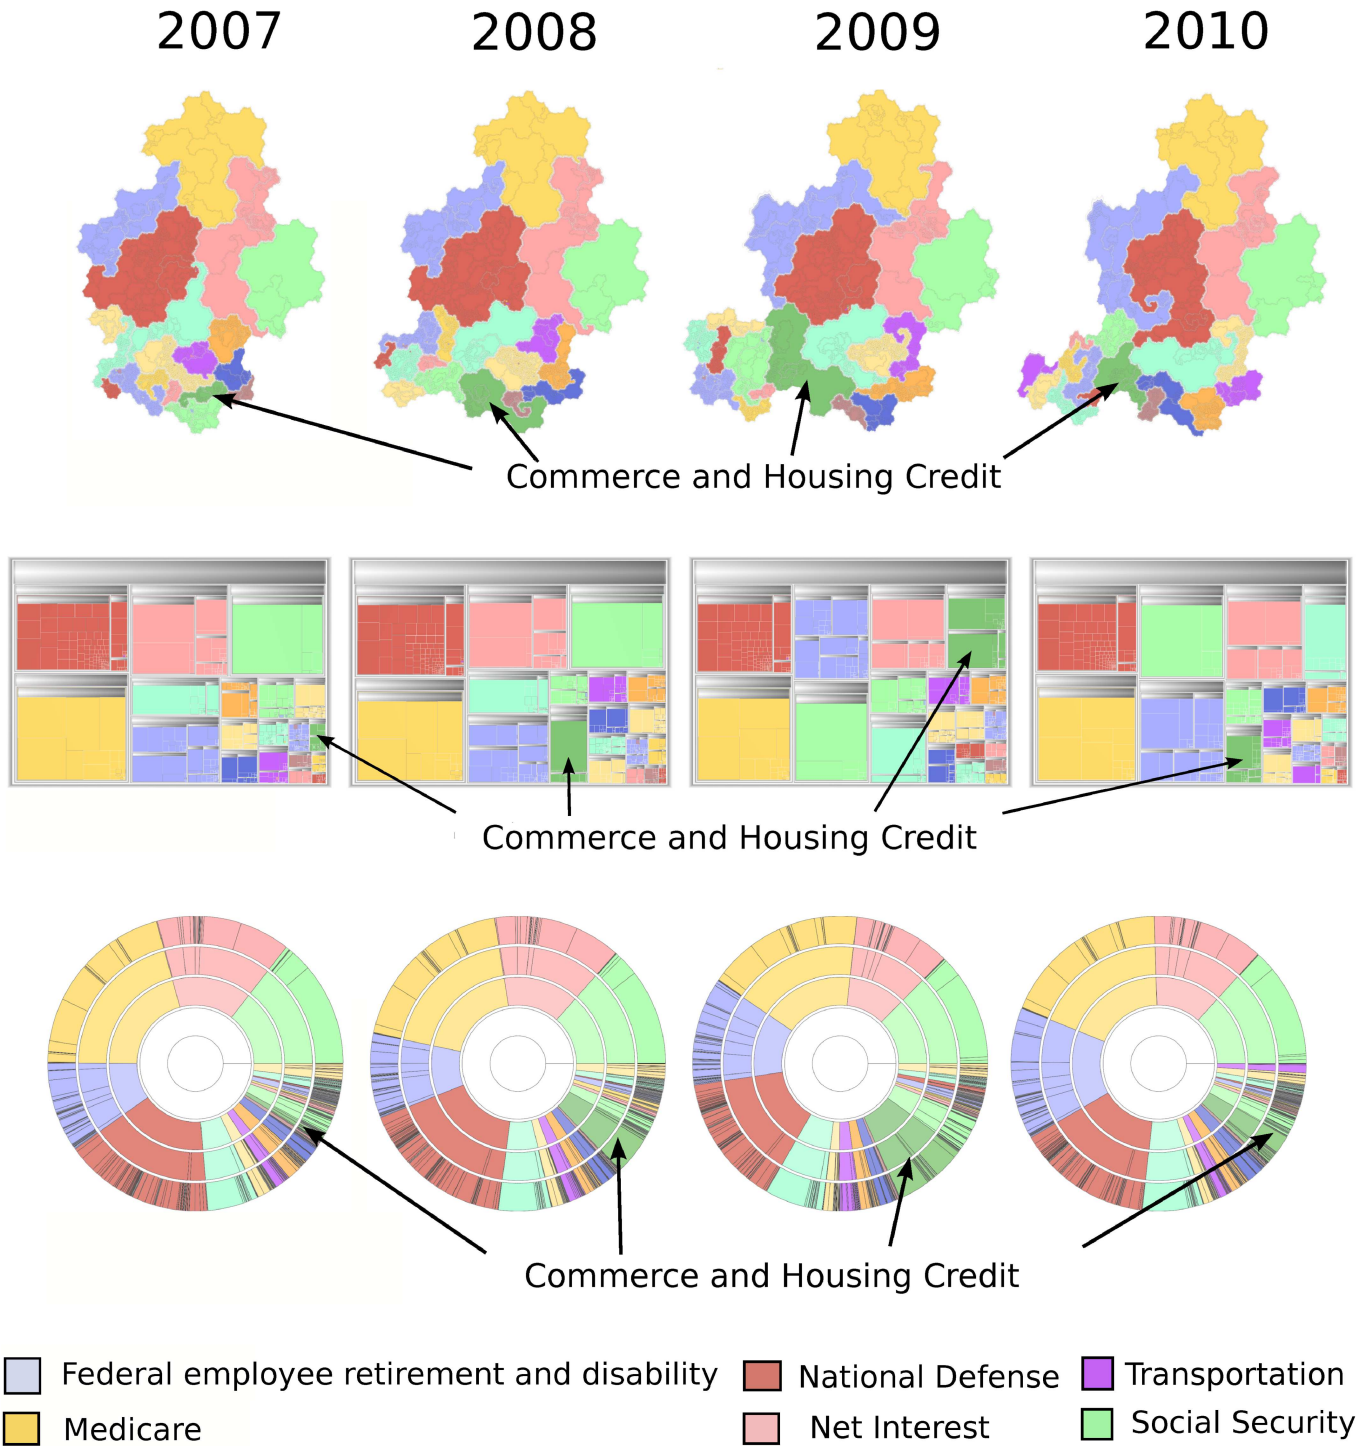 2007 2008 2009 2010
Commerce and Housing Credit
Commerce and Housing Credit
Commerce and Housing Credit
Federal employee retirement and disability National Defense Transportation
Medicare Net Interest Social Security